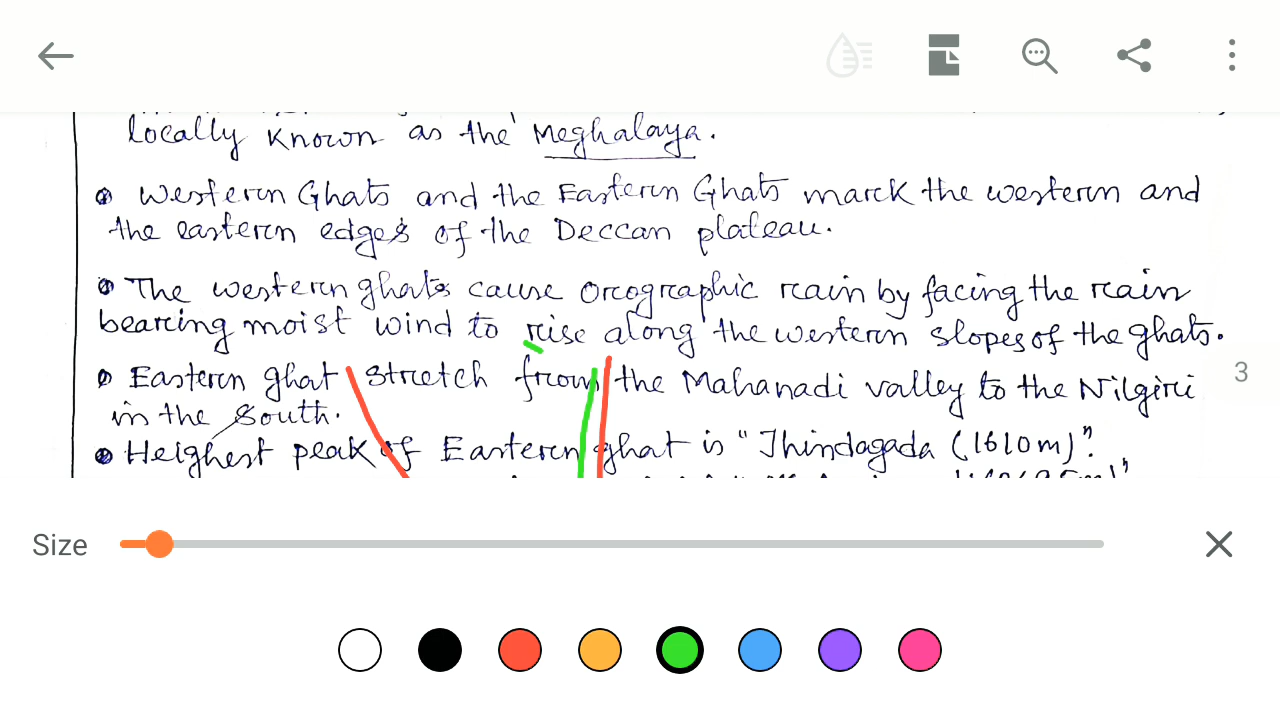 locally known as the Meghalaya.
Western Ghats and the Eastern Ghats mark the western and
the eastern edges of the Deccan plateau.
The western ghats cause orographic rain by facing the rain
bearing moist wind to rise along the western slopes of the ghats.
Eastern ghat stretch from the Mahanadi valley to the Nilgiri
3
in the south.
Heighest peak of Eastern ghat is "Jhindagada (1610m)".
Size